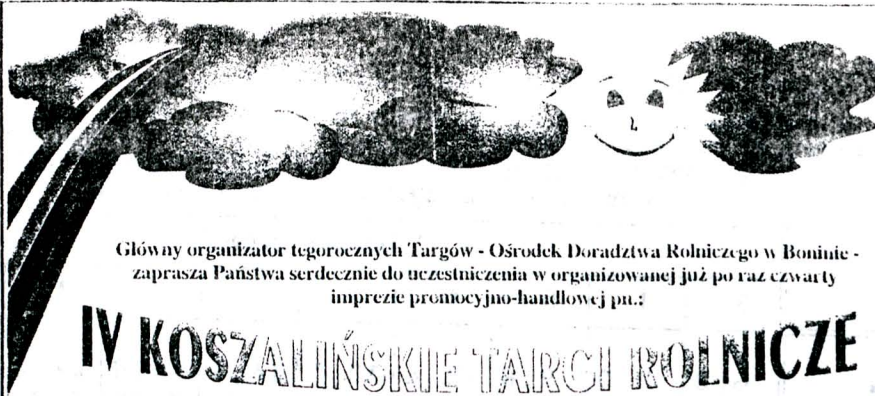 Główny organizator tegorocznych Targów - Ośrodek Doradztwa Rolniczego w Boninie -
zaprasza Państwa serdecznie do uczestniczenia w organizowanej już po raz czwarty
imprezie promocyjno-handlowej pn.:
IV KOSZALIŃSKIE TARGI ROLNICZE